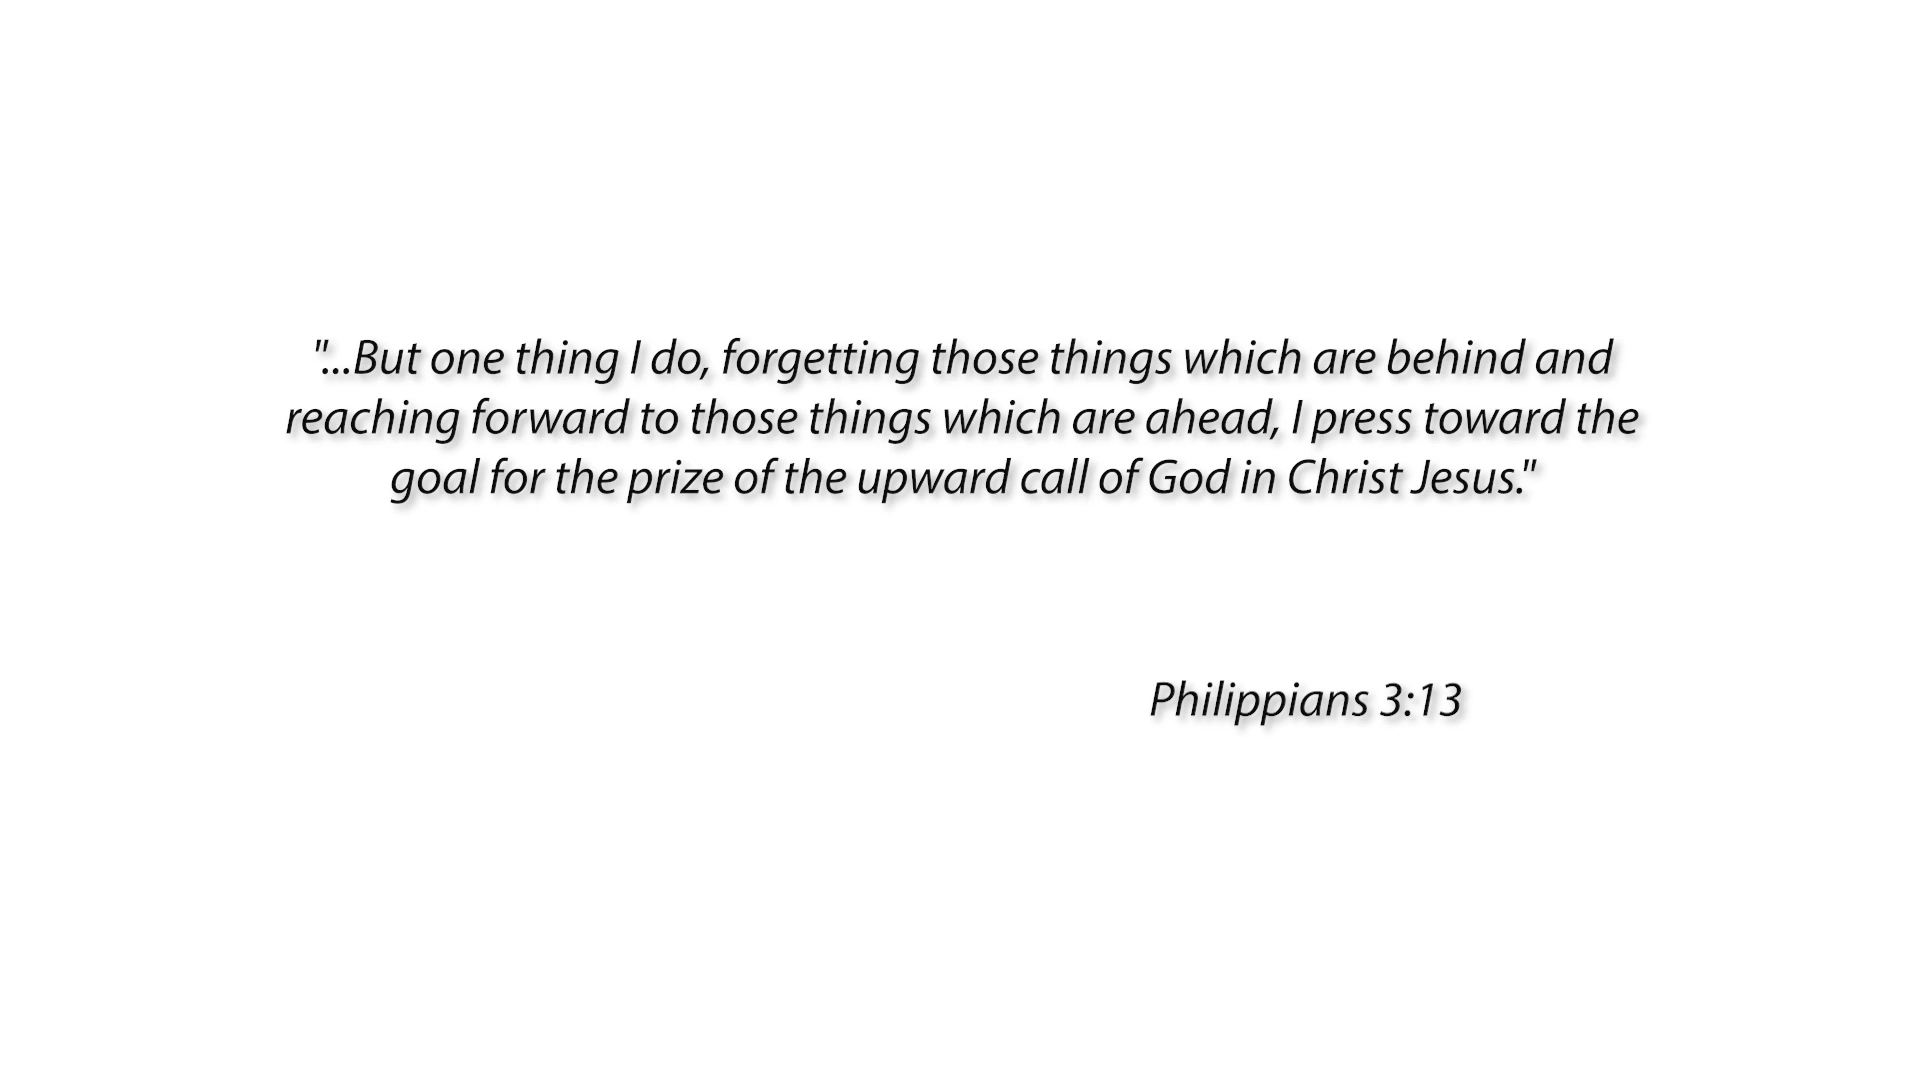 "...But one thing I do, forgetting those things which are behind and
reaching forward to those things which are ahead, I press toward the
goal for the prize of the upward call of God in Christ Jesus."
Philippians 3:13